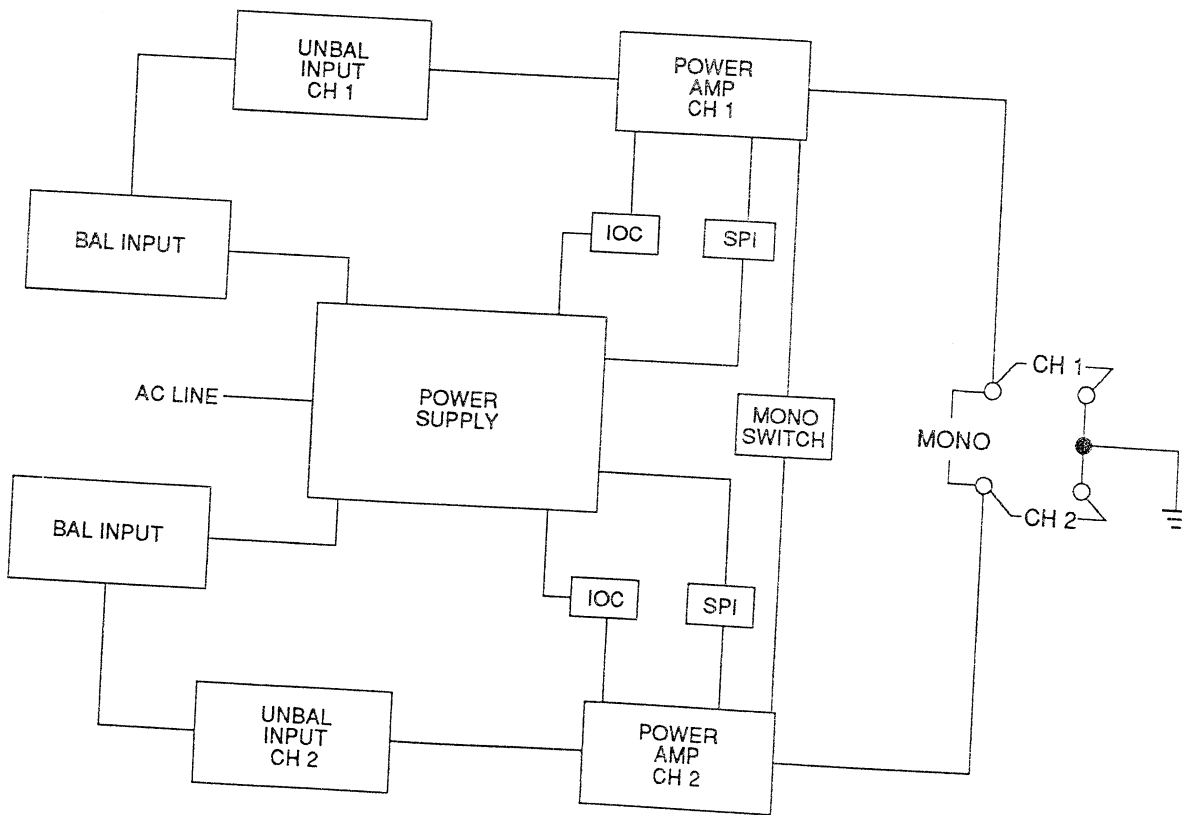 UNBAL
INPUT
CH 1
POWER
AMP
CH 1
BAL INPUT
IOC
SPI
AC LINE
POWER
SUPPLY
MONO
SWITCH
CH 1
MONO
CH 2
BAL INPUT
IOC
SPI
UNBAL
INPUT
CH 2
POWER
AMP
CH 2